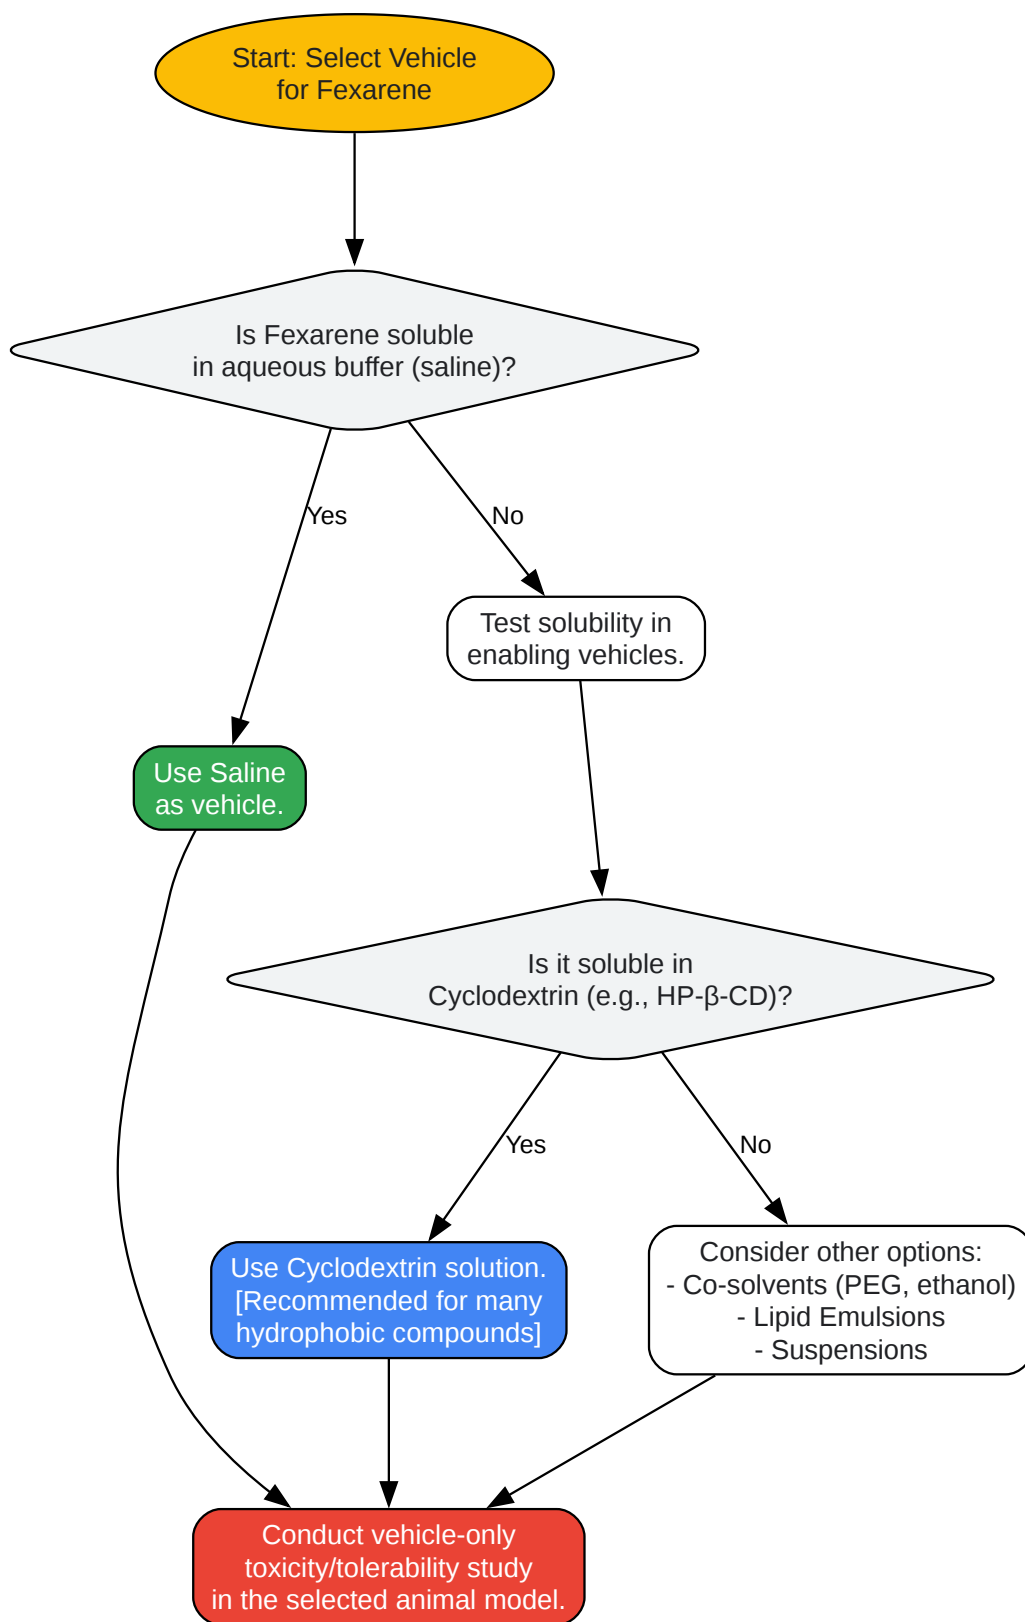 Start: Select Vehicle
for Fexarene
Is Fexarene soluble
in aqueous buffer (saline)?
Yes
No
Test solubility in
enabling vehicles.
Use Saline
as vehicle.
Is it soluble in
Cyclodextrin (e.g., HP-β-CD)?
Yes
No
Use Cyclodextrin solution.
[Recommended for many
hydrophobic compounds]
Consider other options:
- Co-solvents (PEG, ethanol)
- Lipid Emulsions
- Suspensions
Conduct vehicle-only
toxicity/tolerability study
in the selected animal model.